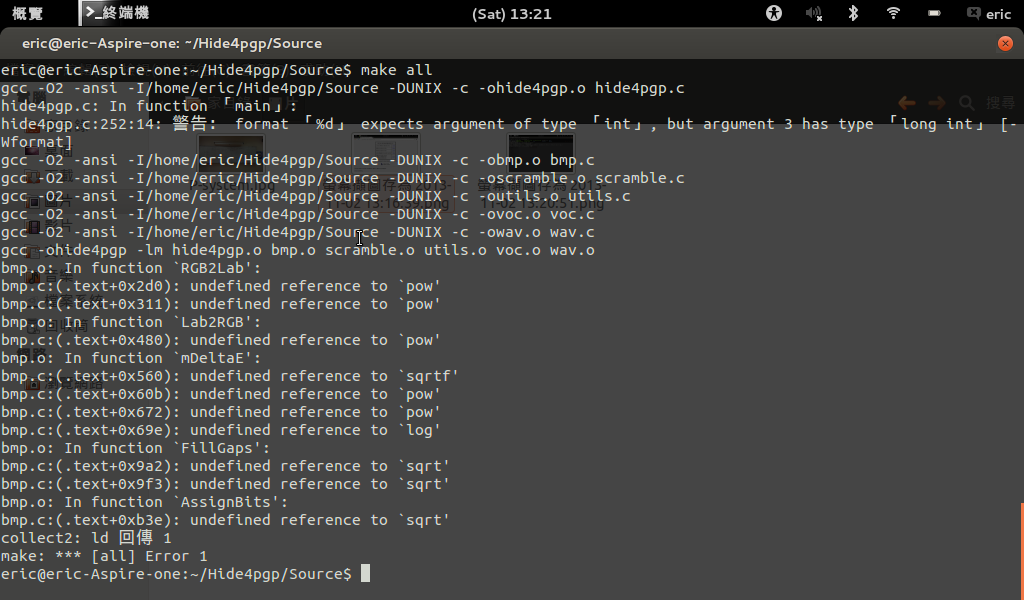 概覽
終端機
(Sat) 13:21
eric
eric@eric-Aspire-one: ~/Hide4pgp/Source
eric@eric-Aspire-one:~/Hide4pgp/Source$ make all
gcc -O2 -ansi -I/home/eric/Hide4pgp/Source -DUNIX -c -ohide4pgp.o hide4pgp.c
hide4pgp.c: In function「main」:
hide4pgp.c:252:14: 警告: format「%d」 expects argument of type「int」, but argument 3 has type「long int」 [-
Wformat]
gcc -O2 -ansi -I/home/eric/Hide4pgp/Source -DUNIX -c -obmp.o bmp.c
gcc -O2 -ansi -I/home/eric/Hide4pgp/Source -DUNIX -c -oscramble.o scramble.c
gcc -O2 -ansi -I/home/eric/Hide4pgp/Source -DUNIX -c -outils.o utils.c
gcc -O2 -ansi -I/home/eric/Hide4pgp/Source -DUNIX -c -ovoc.o voc.c
gcc -O2 -ansi -I/home/eric/Hide4pgp/Source -DUNIX -c -owav.o wav.c
gcc -ohide4pgp -lm hide4pgp.o bmp.o scramble.o utils.o voc.o wav.o
bmp.o: In function `RGB2Lab':
bmp.c:(.text+0x2d0): undefined reference to `pow'
bmp.c:(.text+0x311): undefined reference to `pow'
bmp.o: In function `Lab2RGB':
bmp.c:(.text+0x480): undefined reference to `pow'
bmp.o: In function `mDeltaE':
bmp.c:(.text+0x560): undefined reference to `sqrtf'
bmp.c:(.text+0x60b): undefined reference to `pow'
bmp.c:(.text+0x672): undefined reference to `pow'
bmp.c:(.text+0x69e): undefined reference to `log'
bmp.o: In function `FillGaps':
bmp.c:(.text+0x9a2): undefined reference to `sqrt'
bmp.c:(.text+0x9f3): undefined reference to `sqrt'
bmp.o: In function `AssignBits':
bmp.c:(.text+0xb3e): undefined reference to `sqrt'
collect2: ld 回傳 1
make: *** [all] Error 1
eric@eric-Aspire-one:~/Hide4pgp/Source$
搜尋